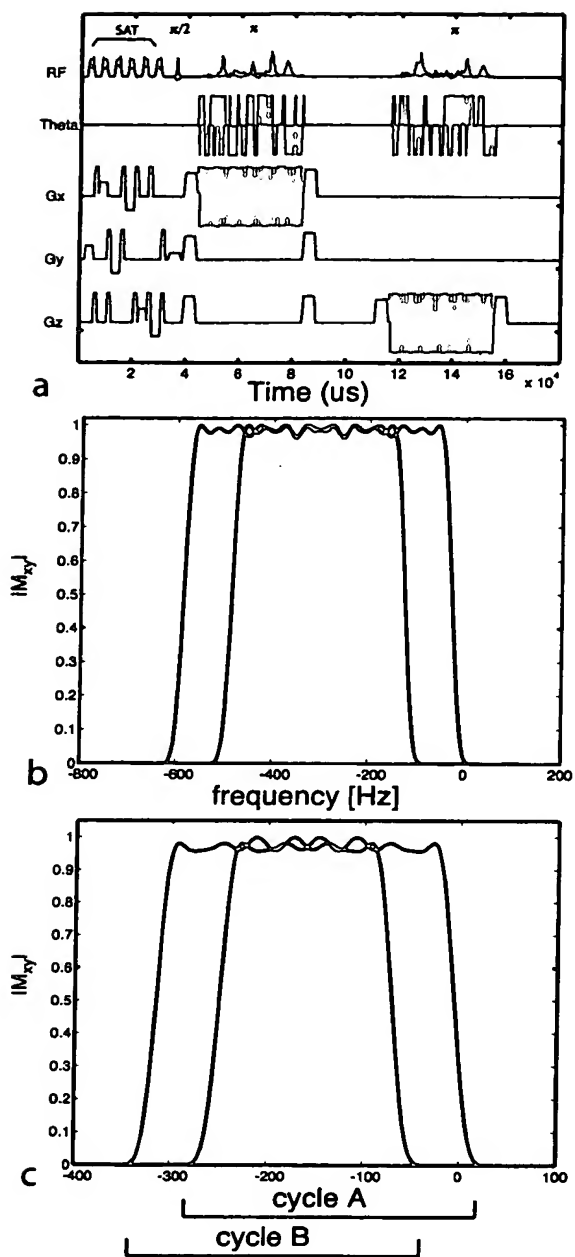 SAT π/2 π π
RF
Theta
Gx
Gy
Gz
0 2 4 6 8 10 12 14 16
x 10⁴
a Time (us)
1
0.9
0.8
0.7
0.6
0.5
0.4
0.3
0.2
0.1
0
|Mxy|
-800 -600 -400 -200 0 200
b frequency [Hz]
1
0.9
0.8
0.7
0.6
0.5
0.4
0.3
0.2
0.1
0
|Mxy|
-400 -300 -200 -100 0 100
c
cycle A
cycle B